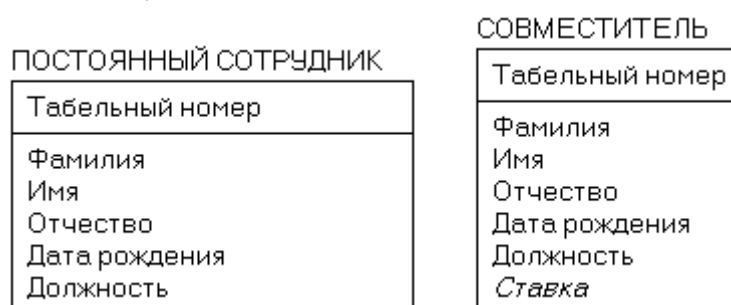 ПОСТОЯННЫЙ СОТРУДНИК
Табельный номер
Фамилия
Имя
Отчество
Дата рождения
Должность
СОВМЕСТИТЕЛЬ
Табельный номер
Фамилия
Имя
Отчество
Дата рождения
Должность
Ставка